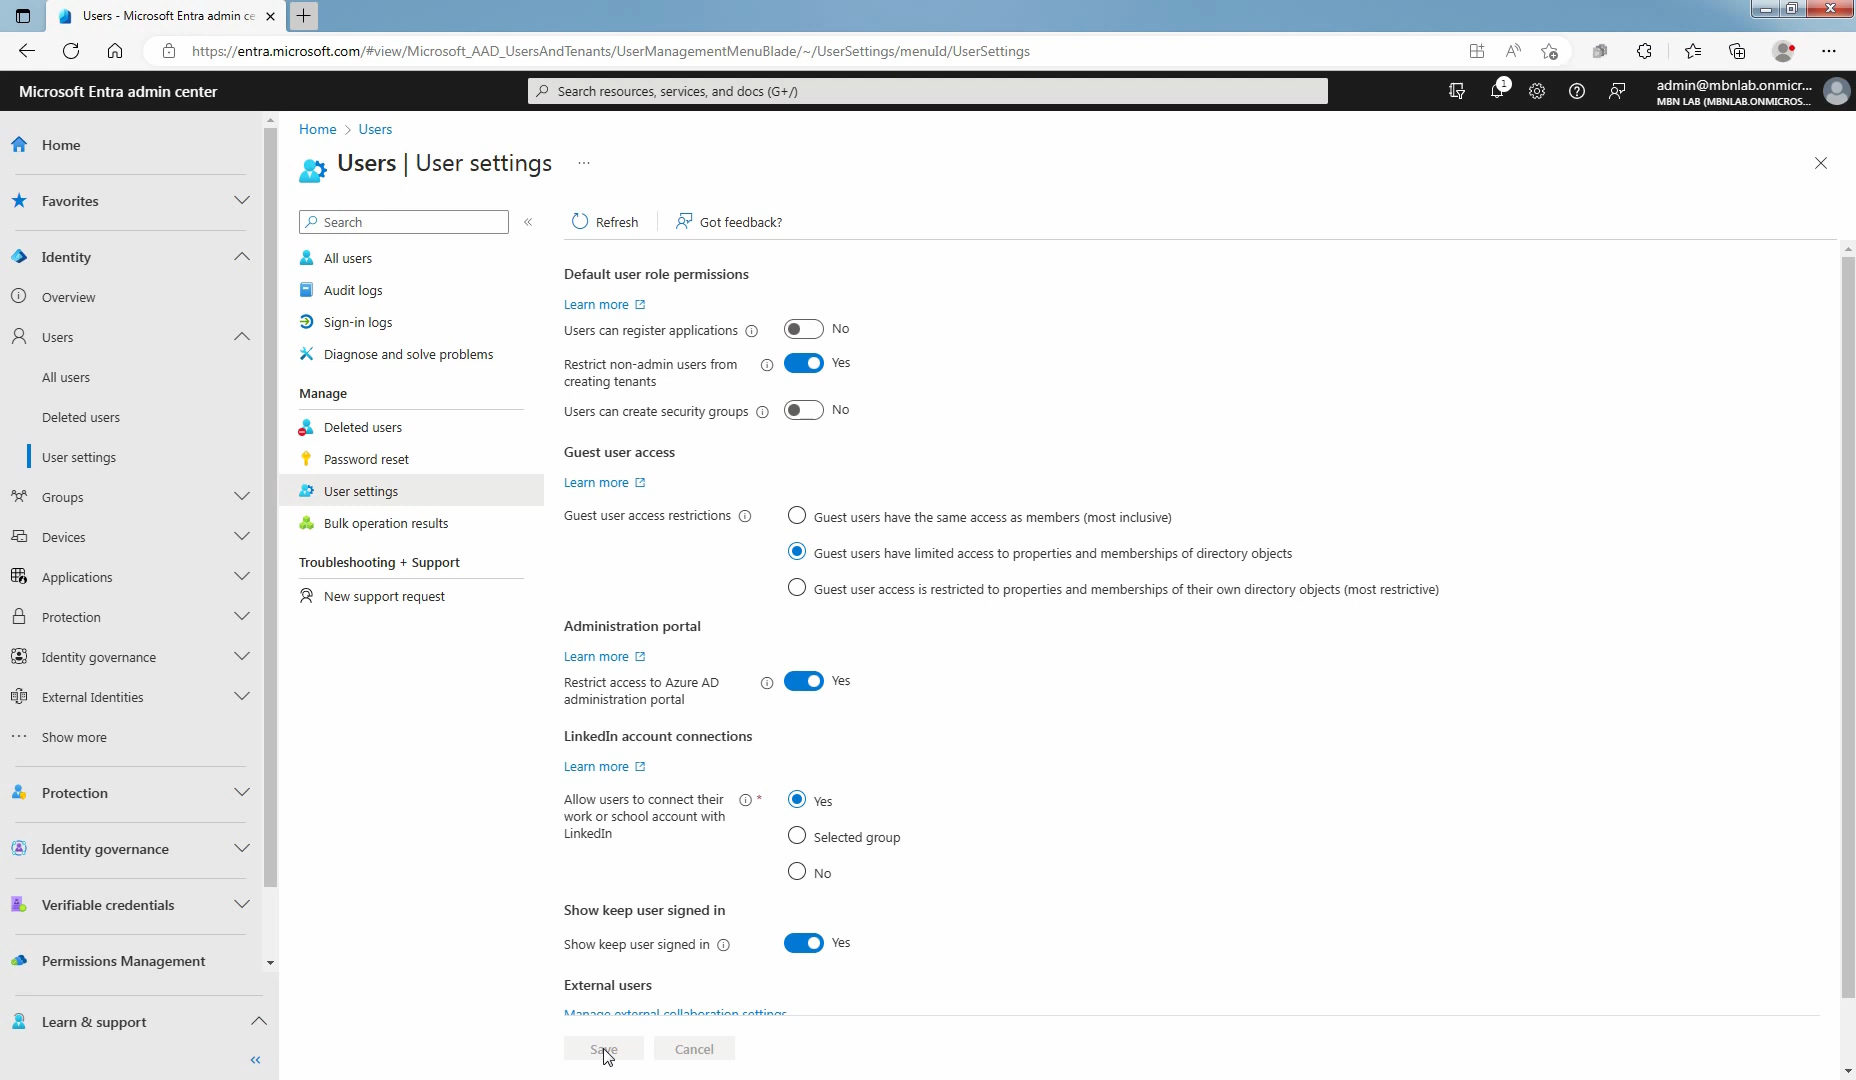 Users - Microsoft Entra admin ce
https://entra.microsoft.com/#view/Microsoft_AAD_UsersAndTenants/UserManagementMenuBlade/~/UserSettings/menuId/UserSettings
Microsoft Entra admin center
Search resources, services, and docs (G+/)
1
admin@mbnlab.onmicr...
MBN LAB (MBNLAB.ONMICROS...
Home
Favorites
Identity
Overview
Users
All users
Deleted users
User settings
Groups
Devices
Applications
Protection
Identity governance
External Identities
Show more
Protection
Identity governance
Verifiable credentials
Permissions Management
Learn & support
Home > Users
Users | User settings
Search
All users
Audit logs
Sign-in logs
Diagnose and solve problems
Manage
Deleted users
Password reset
User settings
Bulk operation results
Troubleshooting + Support
New support request
Refresh
Got feedback?
Default user role permissions
Learn more
Users can register applications
No
Restrict non-admin users from
creating tenants
Yes
Users can create security groups
No
Guest user access
Learn more
Guest user access restrictions
Guest users have the same access as members (most inclusive)
Guest users have limited access to properties and memberships of directory objects
Guest user access is restricted to properties and memberships of their own directory objects (most restrictive)
Administration portal
Learn more
Restrict access to Azure AD
administration portal
Yes
LinkedIn account connections
Learn more
Allow users to connect their *
work or school account with
LinkedIn
Yes
Selected group
No
Show keep user signed in
Show keep user signed in
Yes
External users
Manage external collaboration settings
Save
Cancel